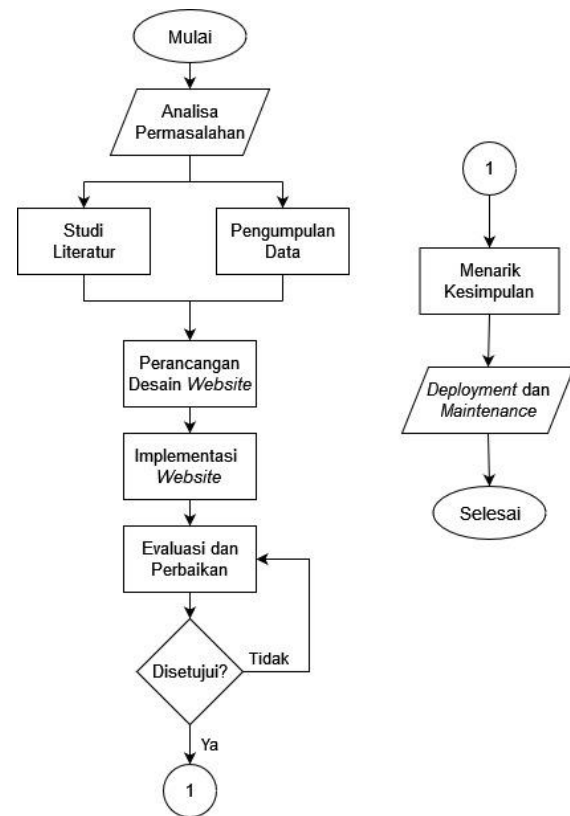 Mulai
Analisa
Permasalahan
Studi
Literatur
Pengumpulan
Data
Perancangan
Desain Website
Implementasi
Website
Evaluasi dan
Perbaikan
Disetujui?
Tidak
Ya
1
1
Menarik
Kesimpulan
Deployment dan
Maintenance
Selesai